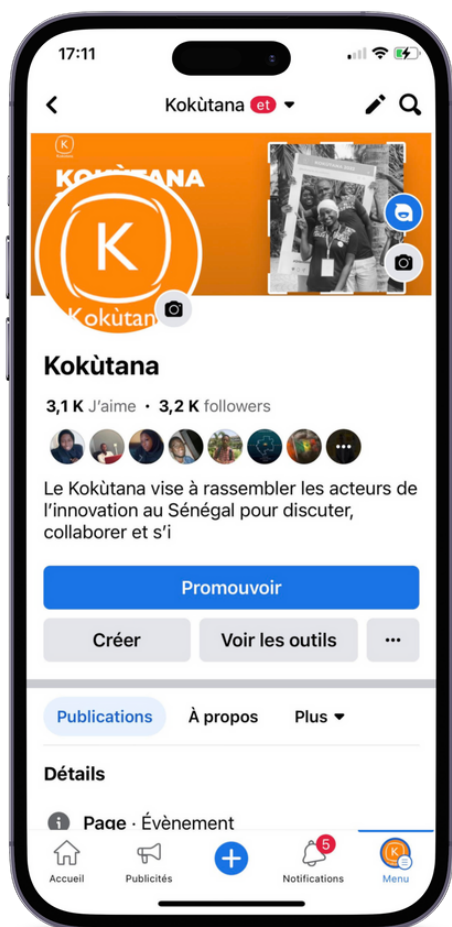 17:11
Kokùtana et
K
KOKÙTANA
K
Kokùtan
Kokùtana
3,1 K J’aime · 3,2 K followers
Le Kokùtana vise à rassembler les acteurs de
l’innovation au Sénégal pour discuter,
collaborer et s’i
Promouvoir
Créer
Voir les outils
...
Publications
À propos
Plus
Détails
Page · Évènement
5
K
Accueil
Publicités
Notifications
Menu